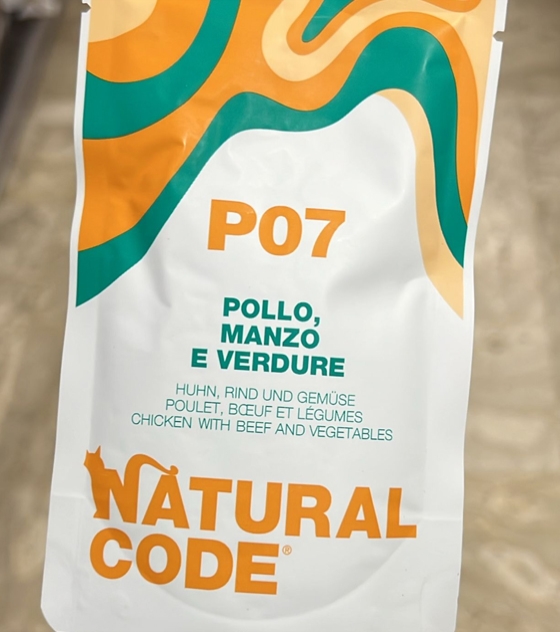 P07
POLLO,
MANZO
E VERDURE
HUHN, RIND UND GEMÜSE
POULET, BŒUF ET LÉGUMES
CHICKEN WITH BEEF AND VEGETABLES
NATURAL
CODE®